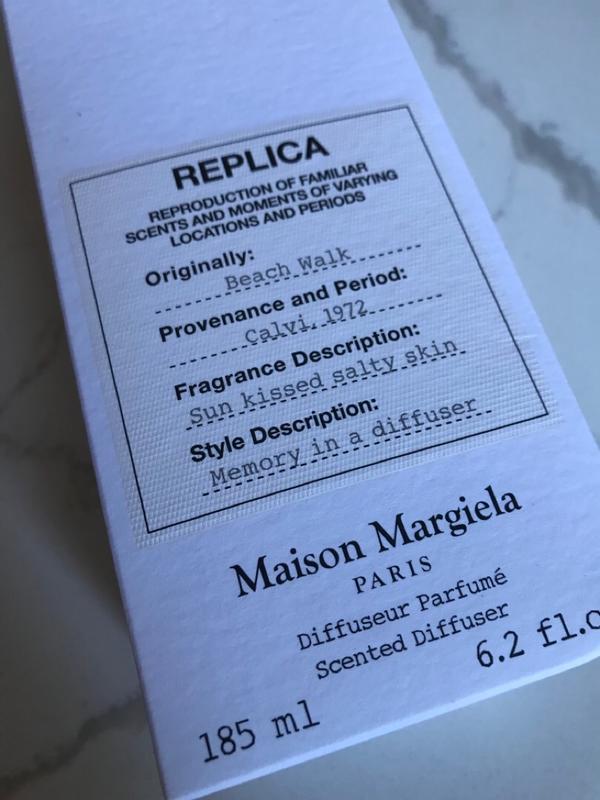 REPLICA
REPRODUCTION OF FAMILIAR
SCENTS AND MOMENTS OF VARYING
LOCATIONS AND PERIODS
Originally:
Beach Walk
Provenance and Period:
Calvi, 1972
Fragrance Description:
Sun kissed salty skin
Style Description:
Memory in a diffuser
Maison Margiela
PARIS
Diffuseur Parfumé
Scented Diffuser
185 ml 6.2 fl.o